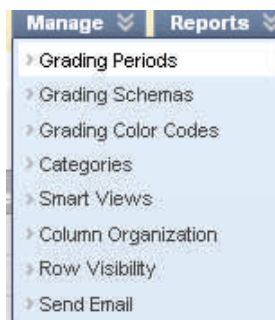 Manage Reports
Grading Periods
Grading Schemas
Grading Color Codes
Categories
Smart Views
Column Organization
Row Visibility
Send Email